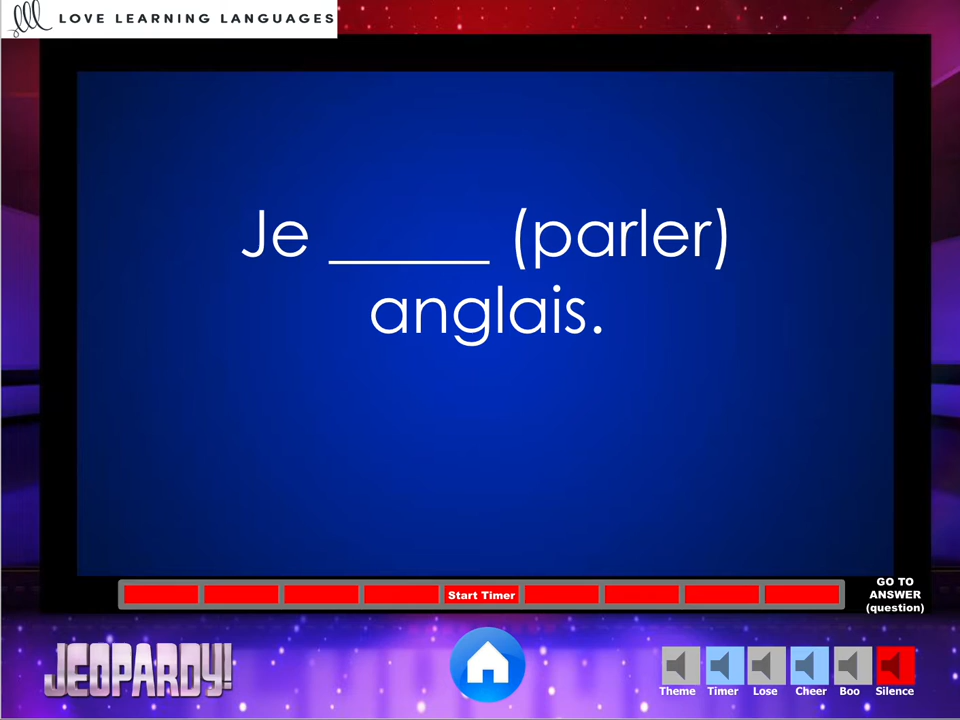 LOVE LEARNING LANGUAGES
Je _____ (parler)
anglais.
Start Timer
GO TO
ANSWER
(question)
JEOPARDY!
Theme Timer Lose Cheer Boo Silence